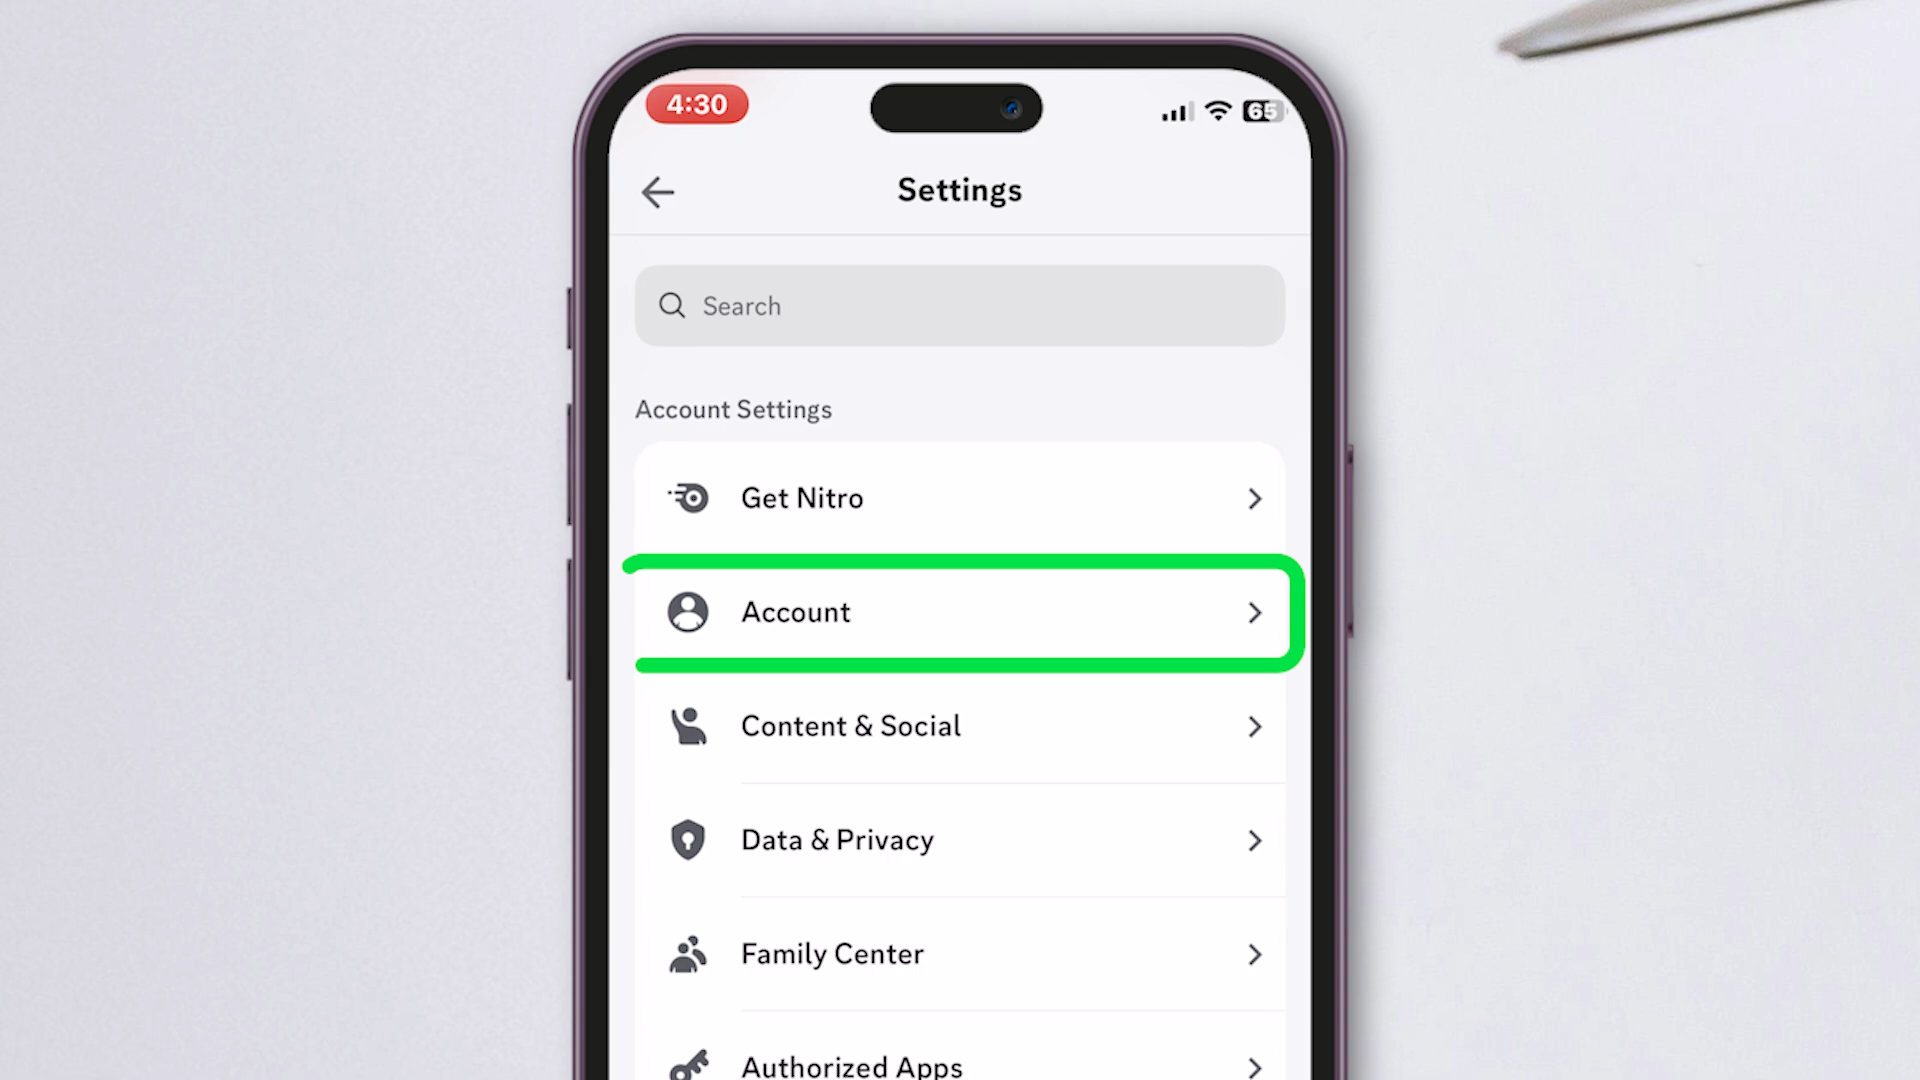 4:30
65
Settings
Search
Account Settings
Get Nitro
Account
Content & Social
Data & Privacy
Family Center
Authorized Apps